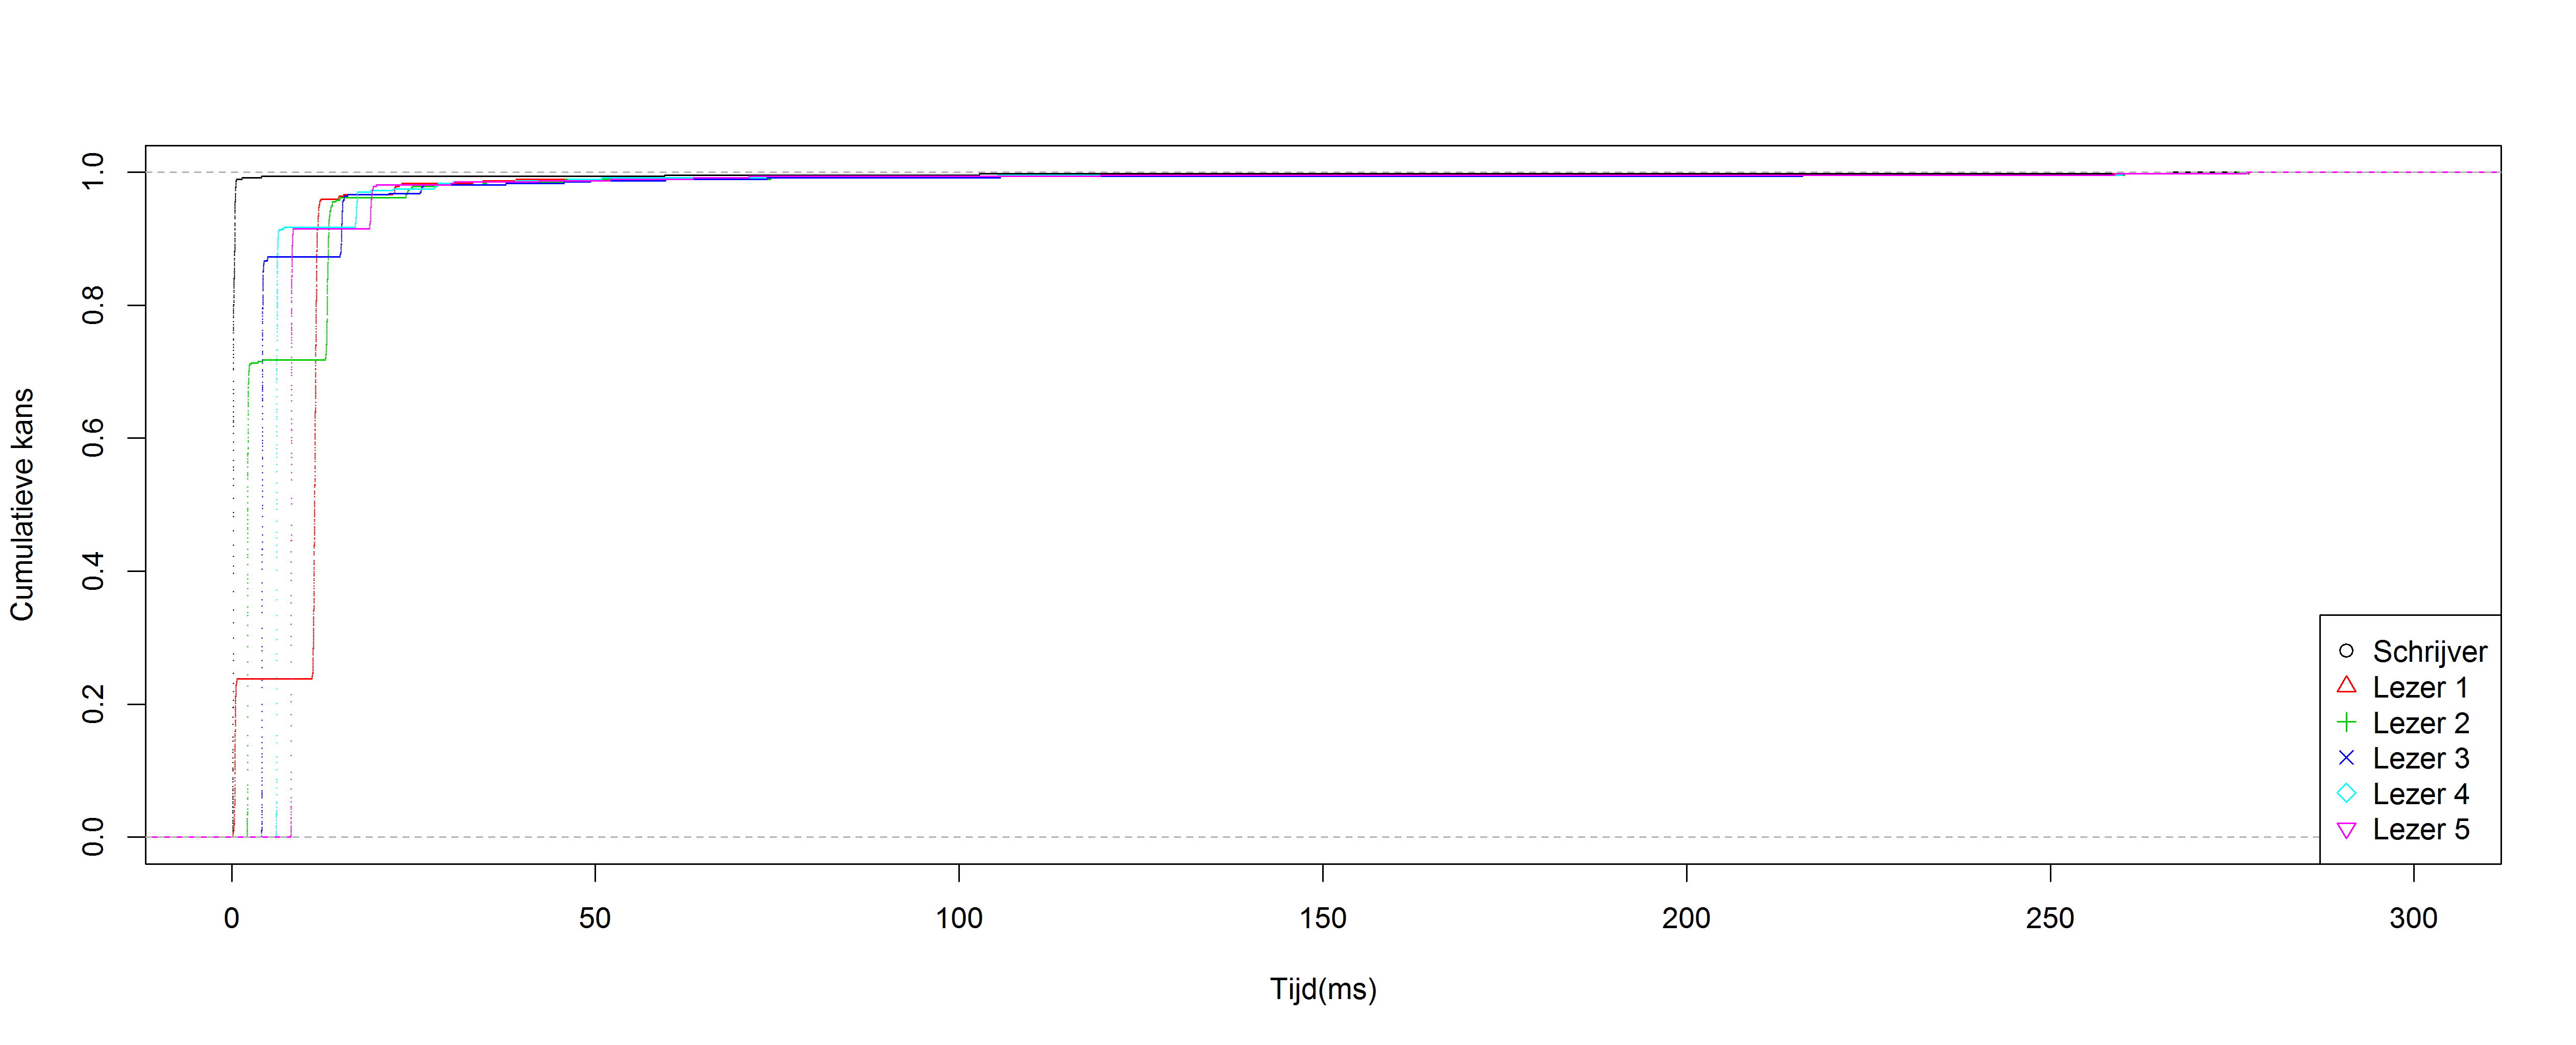 Cumulatieve kans
1.0
0.8
0.6
0.4
0.2
0.0
0 50 100 150 200 250 300
Tijd(ms)
Schrijver
Lezer 1
Lezer 2
Lezer 3
Lezer 4
Lezer 5